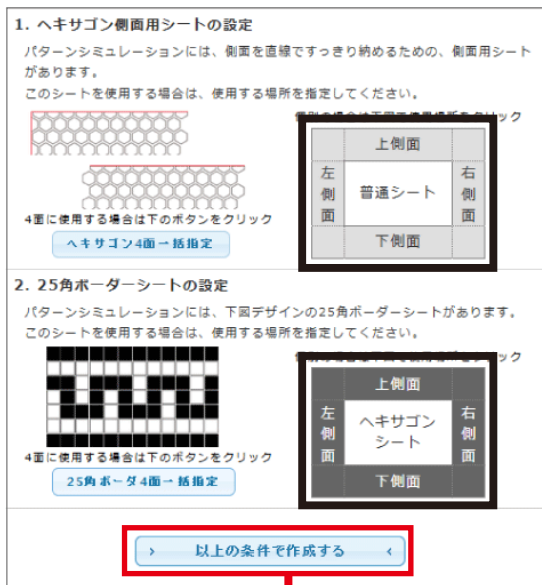 1. ヘキサゴン側面用シートの設定
パターンシミュレーションには、側面を直線ですっきり納めるための、側面用シート
があります。
このシートを使用する場合は、使用する場所を指定してください。
クリック
上側面
左側面
普通シート
右側面
下側面
4面に使用する場合は下のボタンをクリック
ヘキサゴン4面一括指定
2. 25角ボーダーシートの設定
パターンシミュレーションには、下図デザインの25角ボーダーシートがあります。
このシートを使用する場合は、使用する場所を指定してください。
クリック
上側面
左側面
ヘキサゴン
シート
右側面
下側面
4面に使用する場合は下のボタンをクリック
25角ボーダ4面一括指定
› 以上の条件で作成する ‹